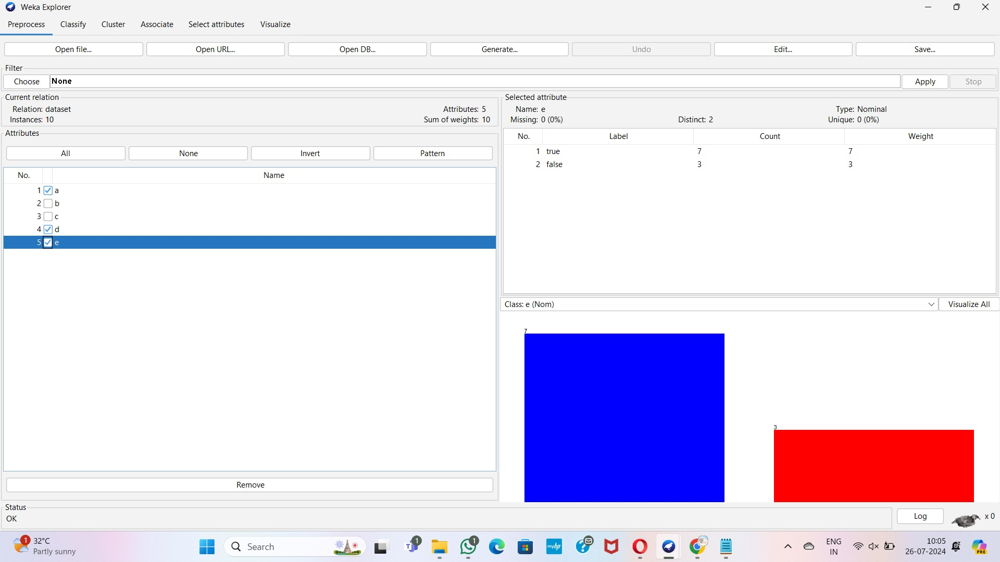 Weka Explorer
Preprocess Classify Cluster Associate Select attributes Visualize
Open file... Open URL... Open DB... Generate... Undo Edit... Save...
Filter
Choose None Apply Stop
Current relation
Relation: dataset Attributes: 5
Instances: 10 Sum of weights: 10
Attributes
All None Invert Pattern
No. Name
1 a
2 b
3 c
4 d
5 e
Remove
Selected attribute
Name: e Type: Nominal
Missing: 0 (0%) Distinct: 2 Unique: 0 (0%)
No. Label Count Weight
1 true 7 7
2 false 3 3
Class: e (Nom) Visualize All
7
3
Status
OK
Log x 0
1 32°C
Partly sunny
Search
1
1
myhp
ENG
IN
10:05
26-07-2024
PRE